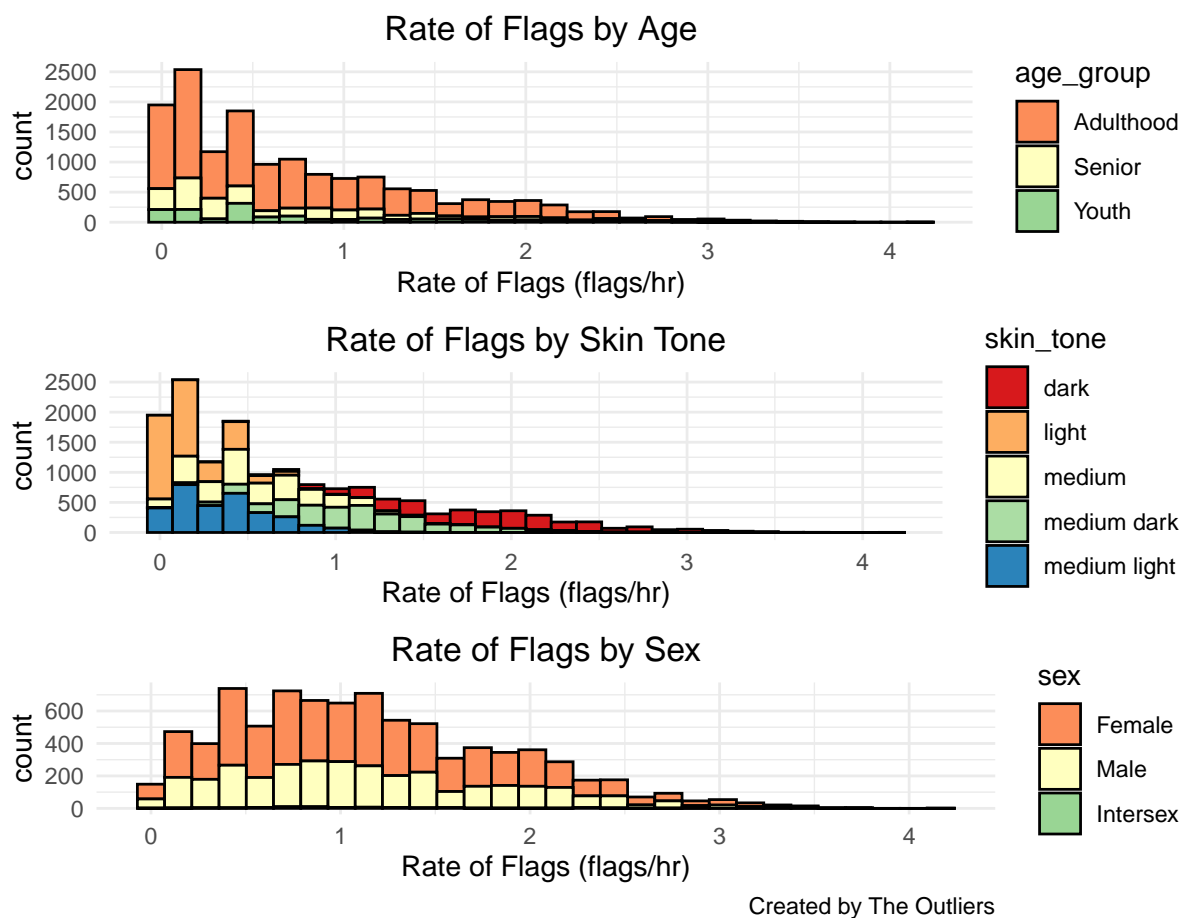 Rate of Flags by Age
2500
2000
1500
1000
500
0
count
0 1 2 3 4
Rate of Flags (flags/hr)
age_group
Adulthood
Senior
Youth
Rate of Flags by Skin Tone
2500
2000
1500
1000
500
0
count
0 1 2 3 4
Rate of Flags (flags/hr)
skin_tone
dark
light
medium
medium dark
medium light
Rate of Flags by Sex
600
400
200
0
count
0 1 2 3 4
Rate of Flags (flags/hr)
sex
Female
Male
Intersex
Created by The Outliers